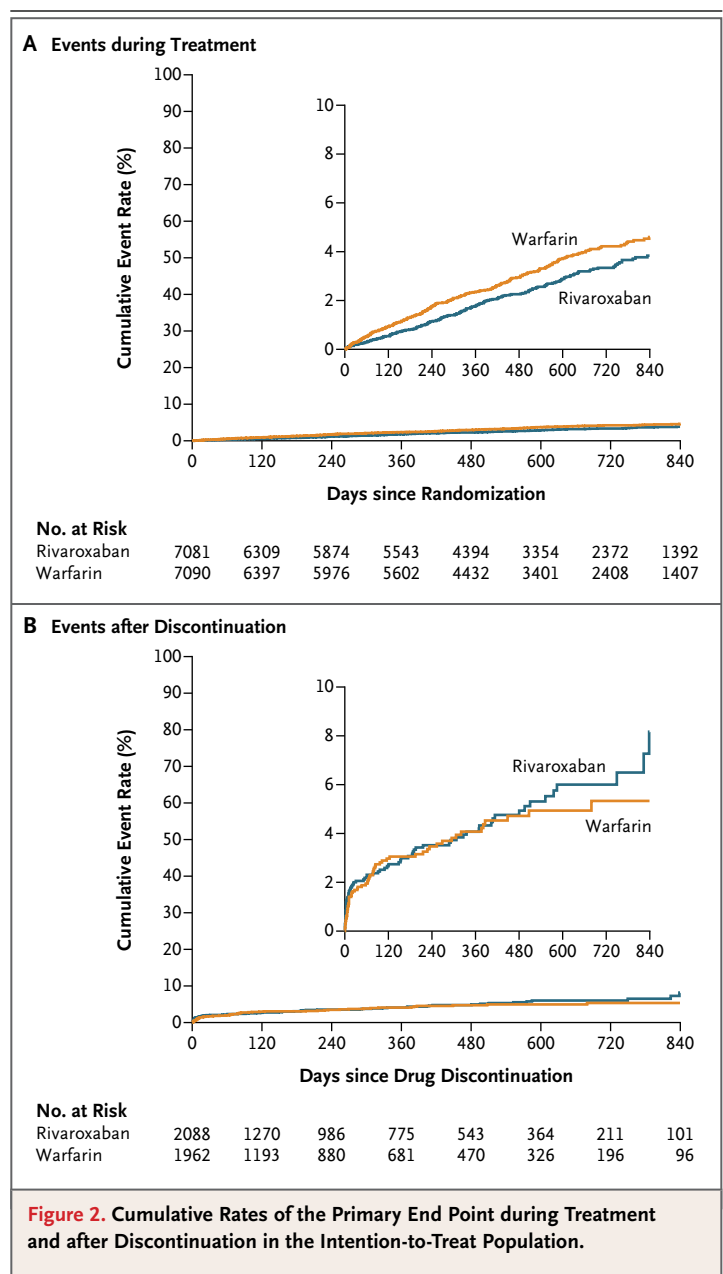 A Events during Treatment
Cumulative Event Rate (%)
100
90
80
70
60
50
40
30
20
10
0
10
8
6
4
2
0
Warfarin
Rivaroxaban
0 120 240 360 480 600 720 840
0 120 240 360 480 600 720 840
Days since Randomization
No. at Risk
Rivaroxaban 7081 6309 5874 5543 4394 3354 2372 1392
Warfarin 7090 6397 5976 5602 4432 3401 2408 1407
B Events after Discontinuation
Cumulative Event Rate (%)
100
90
80
70
60
50
40
30
20
10
0
10
8
6
4
2
0
Rivaroxaban
Warfarin
0 120 240 360 480 600 720 840
0 120 240 360 480 600 720 840
Days since Drug Discontinuation
No. at Risk
Rivaroxaban 2088 1270 986 775 543 364 211 101
Warfarin 1962 1193 880 681 470 326 196 96
Figure 2. Cumulative Rates of the Primary End Point during Treatment
and after Discontinuation in the Intention-to-Treat Population.